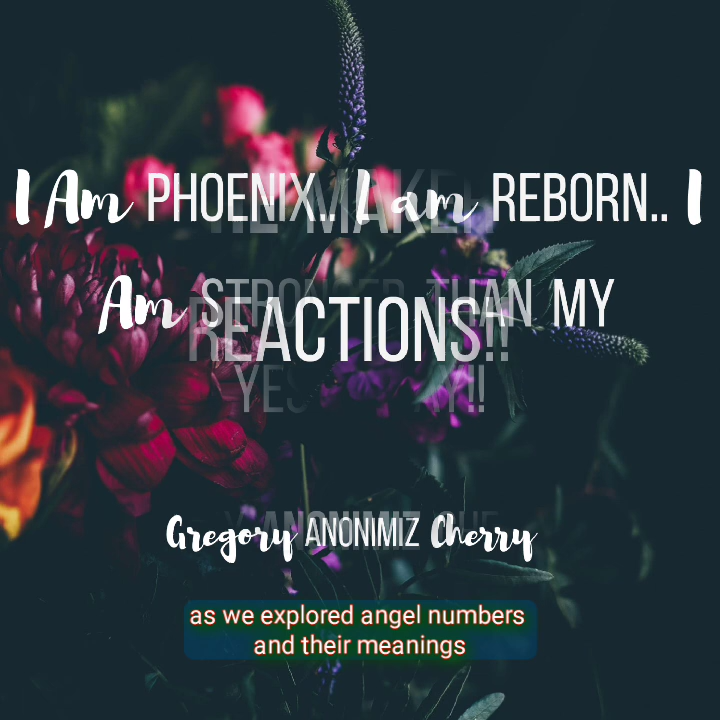 I Am PHOENIX.. I am REBORN.. I
Am STRONGER THAN MY
REACTIONS!!
YESTERDAY!!
Gregory ANONIMIZ Cherry
as we explored angel numbers
and their meanings